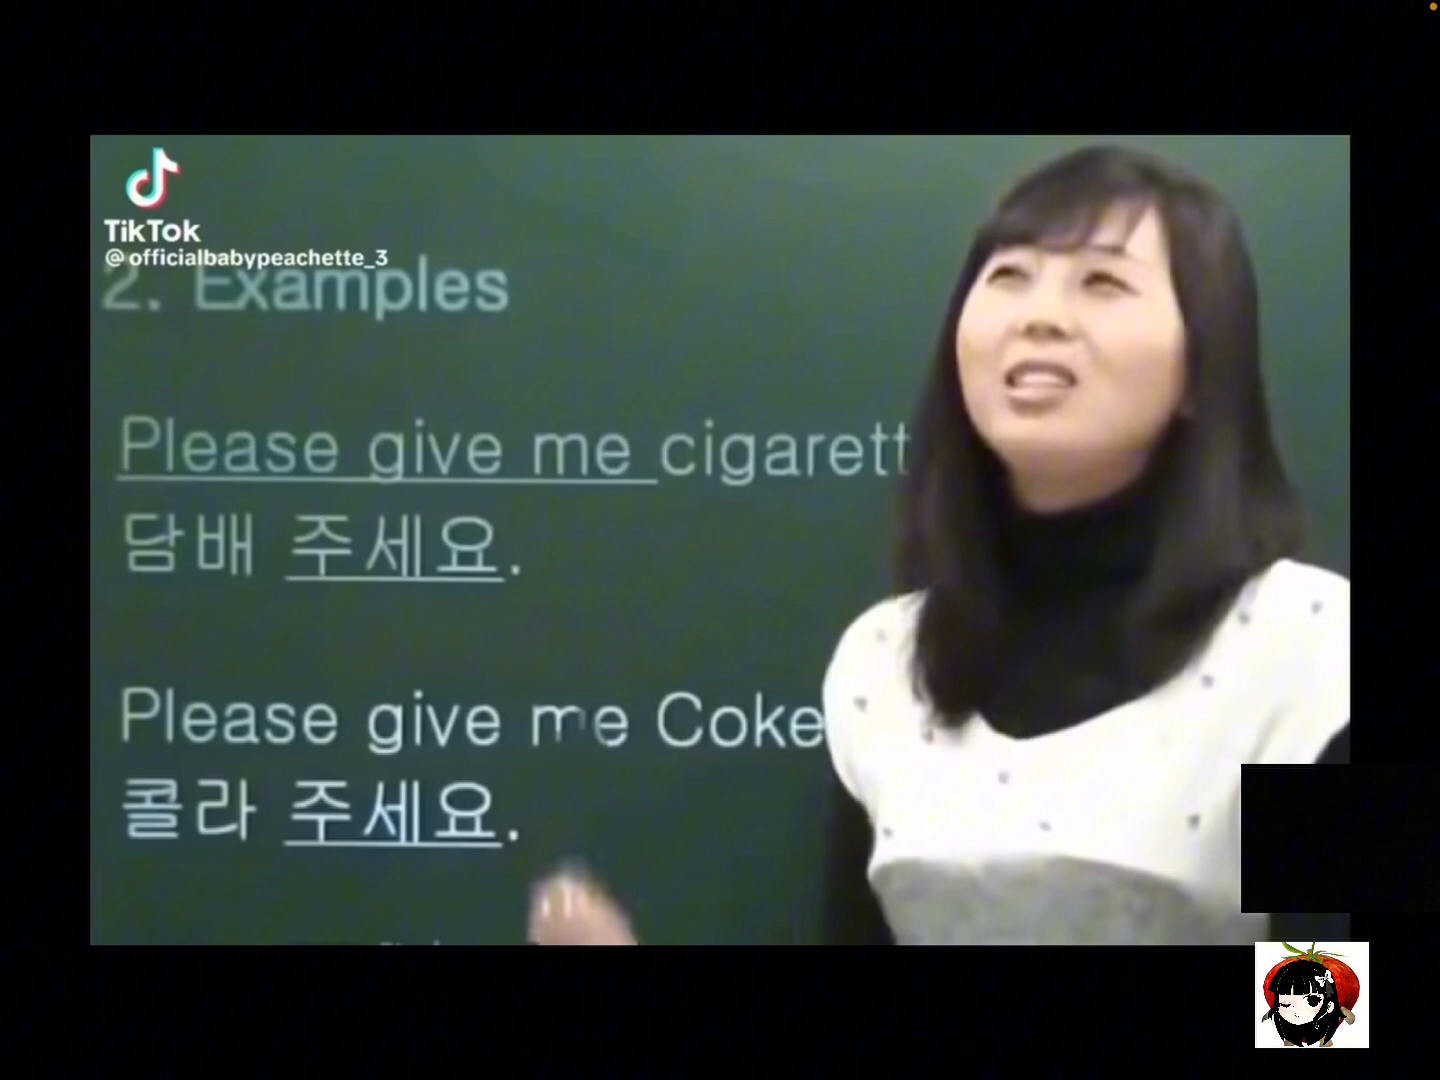 TikTok
@officialbabypeachette_3
2. Examples
Please give me cigarett
담배 주세요.
Please give me Coke
콜라 주세요.